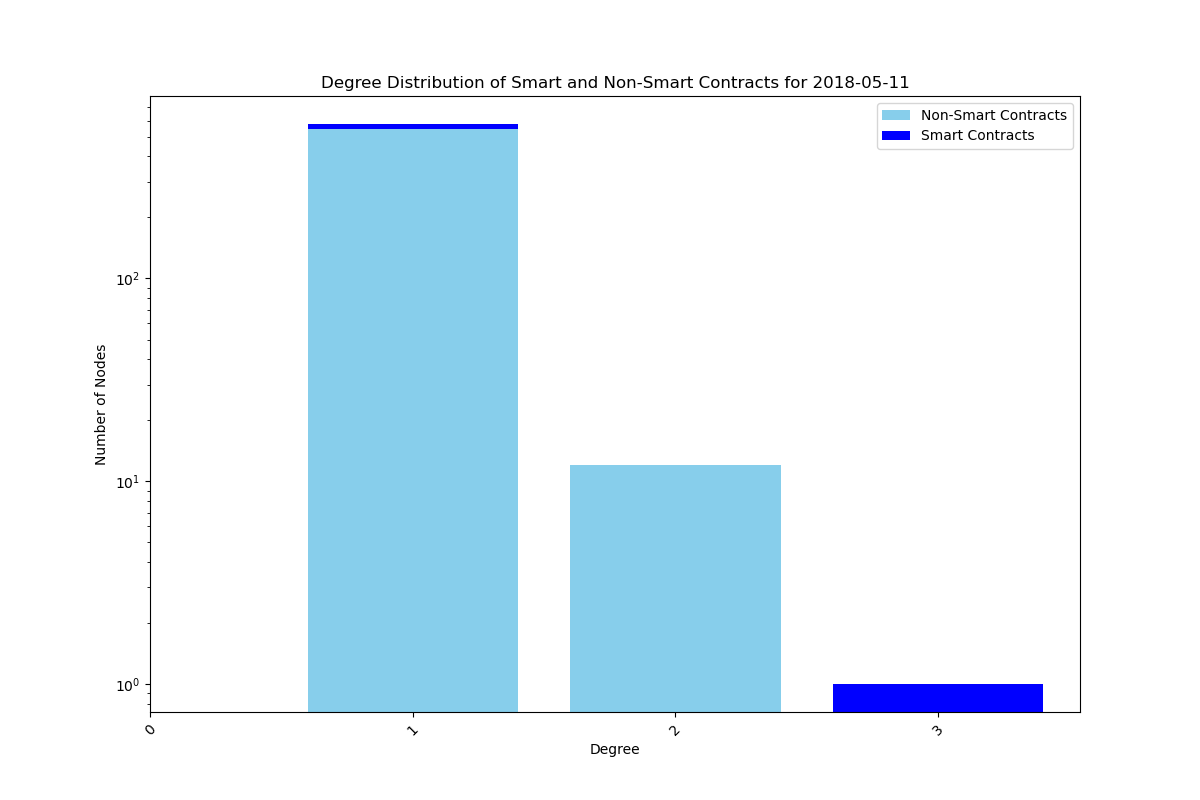 Degree Distribution of Smart and Non-Smart Contracts for 2018-05-11
Non-Smart Contracts
Smart Contracts
Number of Nodes
10²
10¹
10⁰
0 1 2 3
Degree